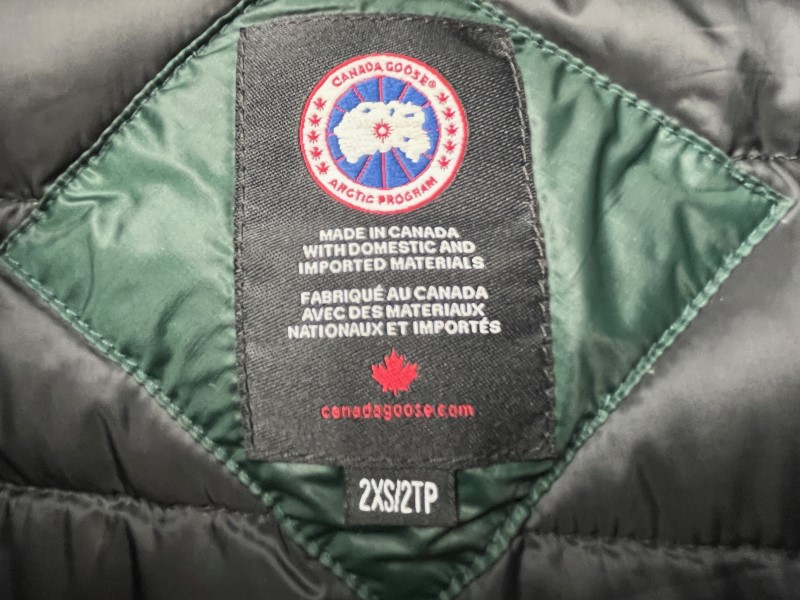 CANADA GOOSE®
ARCTIC PROGRAM
MADE IN CANADA
WITH DOMESTIC AND
IMPORTED MATERIALS
FABRIQUÉ AU CANADA
AVEC DES MATERIAUX
NATIONAUX ET IMPORTÉS
canadagoose.com
2XS/2TP